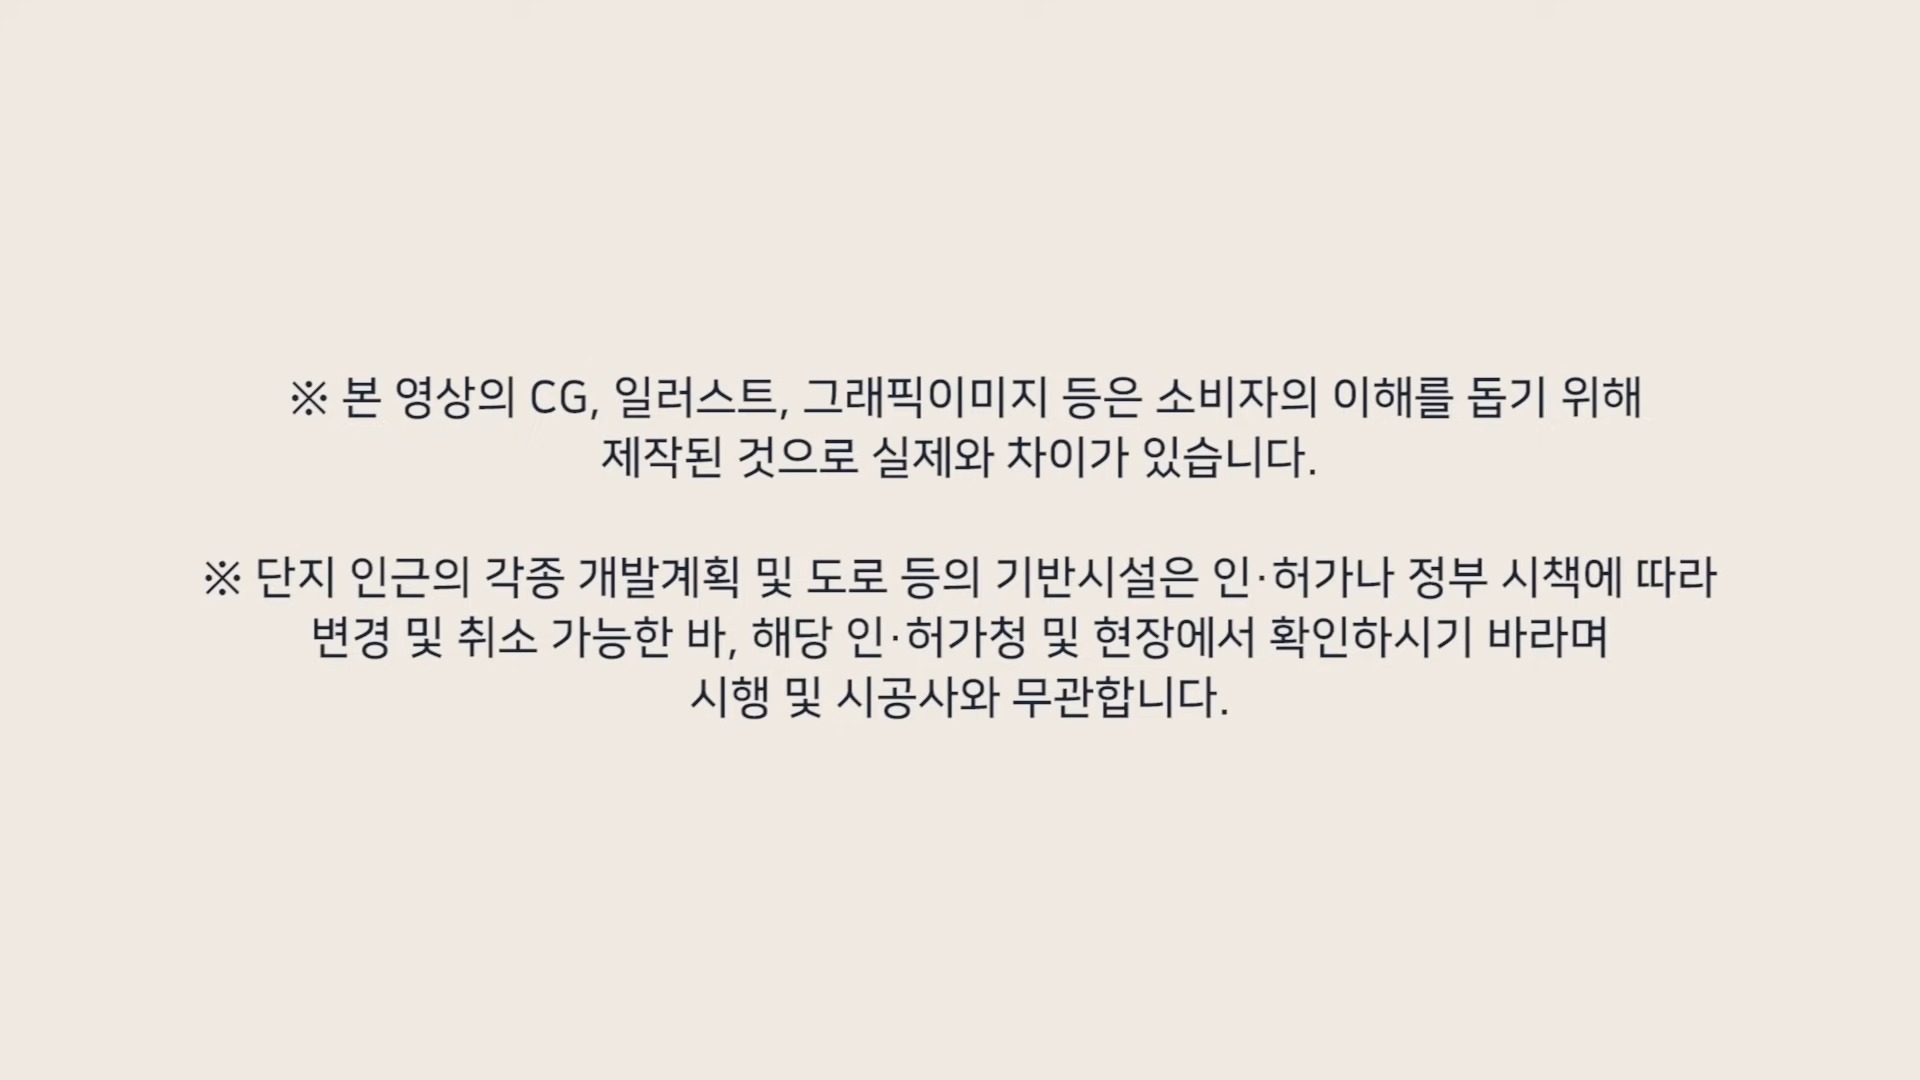 ※ 본 영상의 CG, 일러스트, 그래픽이미지 등은 소비자의 이해를 돕기 위해
제작된 것으로 실제와 차이가 있습니다.
※ 단지 인근의 각종 개발계획 및 도로 등의 기반시설은 인·허가나 정부 시책에 따라
변경 및 취소 가능한 바, 해당 인·허가청 및 현장에서 확인하시기 바라며
시행 및 시공사와 무관합니다.